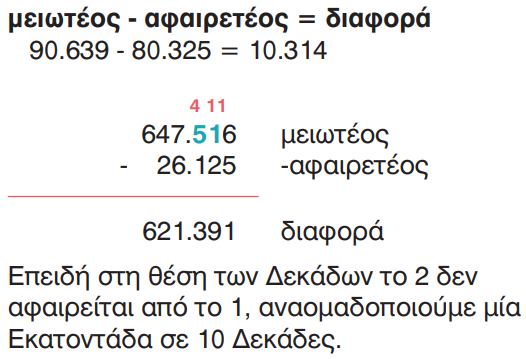 μειωτέος - αφαιρετέος = διαφορά
90.639 - 80.325 = 10.314
4 11
647.516 μειωτέος
- 26.125 -αφαιρετέος
621.391 διαφορά
Επειδή στη θέση των Δεκάδων το 2 δεν
αφαιρείται από το 1, αναομαδοποιούμε μία
Εκατοντάδα σε 10 Δεκάδες.